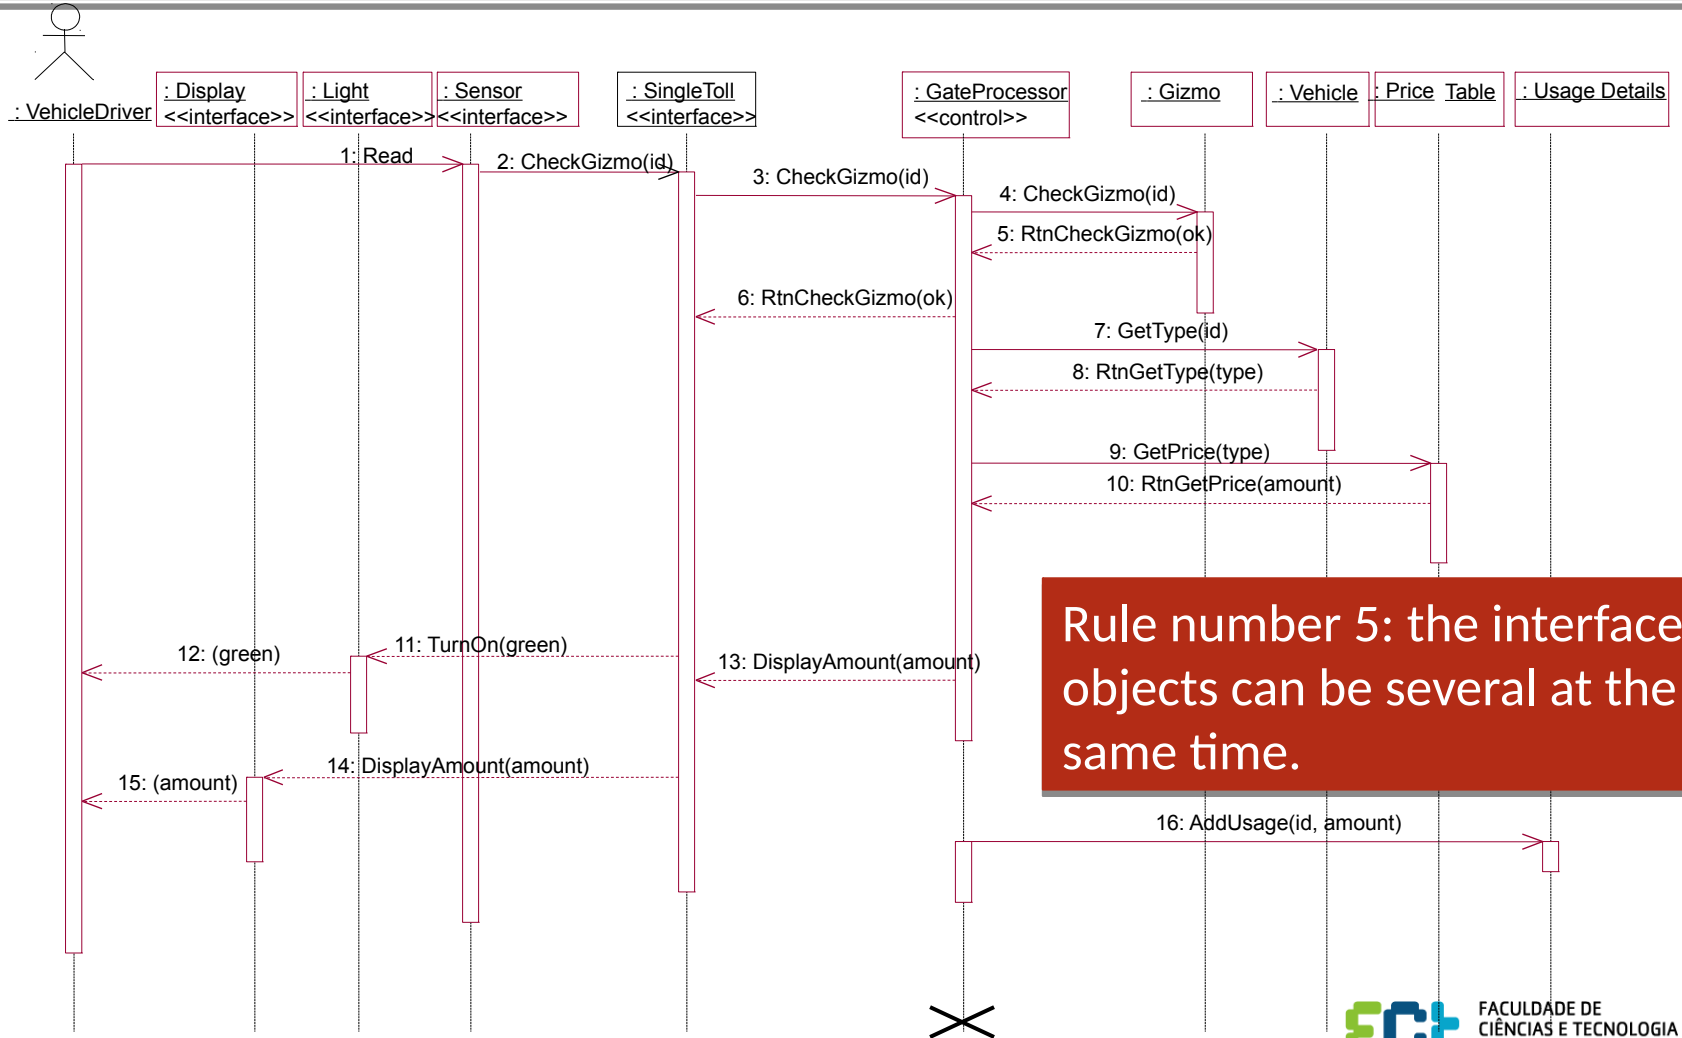 : VehicleDriver
: Display
<<interface>>
: Light
<<interface>>
: Sensor
<<interface>>
: SingleToll
<<interface>>
: GateProcessor
<<control>>
: Gizmo
: Vehicle
: Price Table
: Usage Details
1: Read
2: CheckGizmo(id)
3: CheckGizmo(id)
4: CheckGizmo(id)
5: RtnCheckGizmo(ok)
6: RtnCheckGizmo(ok)
7: GetType(id)
8: RtnGetType(type)
9: GetPrice(type)
10: RtnGetPrice(amount)
11: TurnOn(green)
12: (green)
13: DisplayAmount(amount)
14: DisplayAmount(amount)
15: (amount)
Rule number 5: the interface
objects can be several at the
same time.
16: AddUsage(id, amount)
FACULDADE DE
CIÊNCIAS E TECNOLOGIA